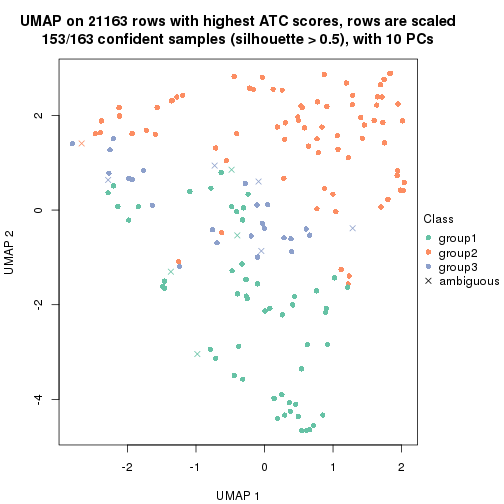 UMAP on 21163 rows with highest ATC scores, rows are scaled
153/163 confident samples (silhouette > 0.5), with 10 PCs
2
0
-2
-4
UMAP 2
-2
-1
0
1
2
UMAP 1
Class
group1
group2
group3
ambiguous